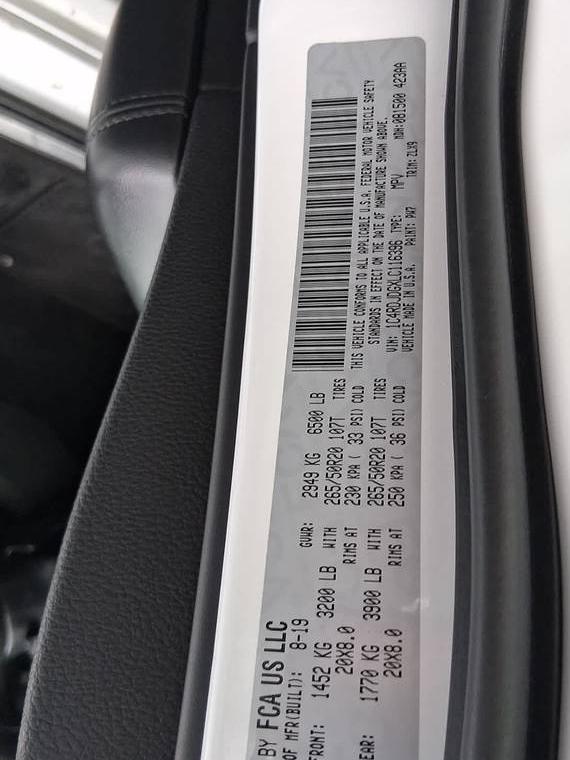 BY FCA US LLC
OF MFR(BUILT): 8-19 GVWR: 2949 KG 6500 LB
FRONT: 1452 KG 3200 LB WITH 265/50R20 107T TIRES
20X8.0 RIMS AT 230 KPA ( 33 PSI) COLD
EAR: 1770 KG 3900 LB WITH 265/50R20 107T TIRES
20X8.0 RIMS AT 250 KPA ( 36 PSI) COLD
THIS VEHICLE CONFORMS TO ALL APPLICABLE U.S.A. FEDERAL MOTOR VEHICLE SAFETY
STANDARDS IN EFFECT ON THE DATE OF MANUFACTURE SHOWN ABOVE.
VIN: 1C4RDJDGXLC116396 TYPE: MPV MDH:081500 423AA
VEHICLE MADE IN U.S.A. PAINT: PW7 TRIM: ZLX9